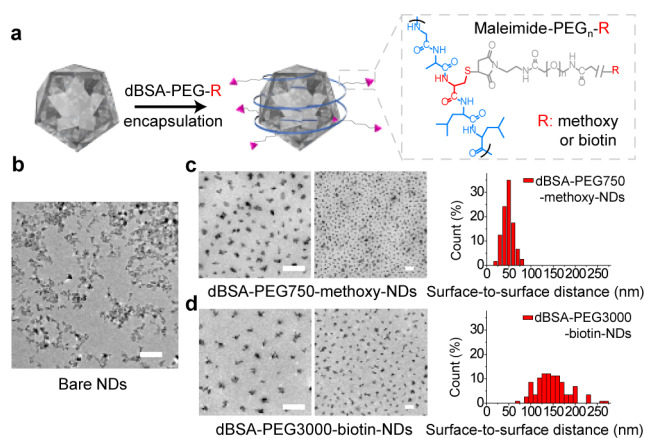 a
dBSA-PEG-R
encapsulation
Maleimide-PEGn-R
HN
O
NH
O
NH
O
HN
S
O
NH
O
HN
O
O
N
O
H
N
O
O
n
N
H
O
R
R: methoxy
or biotin
b
Bare NDs
c
dBSA-PEG750-methoxy-NDs
Count (%)
30
20
10
0
0 50 100 150 200 250
dBSA-PEG750
-methoxy-NDs
Surface-to-surface distance (nm)
d
dBSA-PEG3000-biotin-NDs
Count (%)
30
20
10
0
0 50 100 150 200 250
dBSA-PEG3000
-biotin-NDs
Surface-to-surface distance (nm)